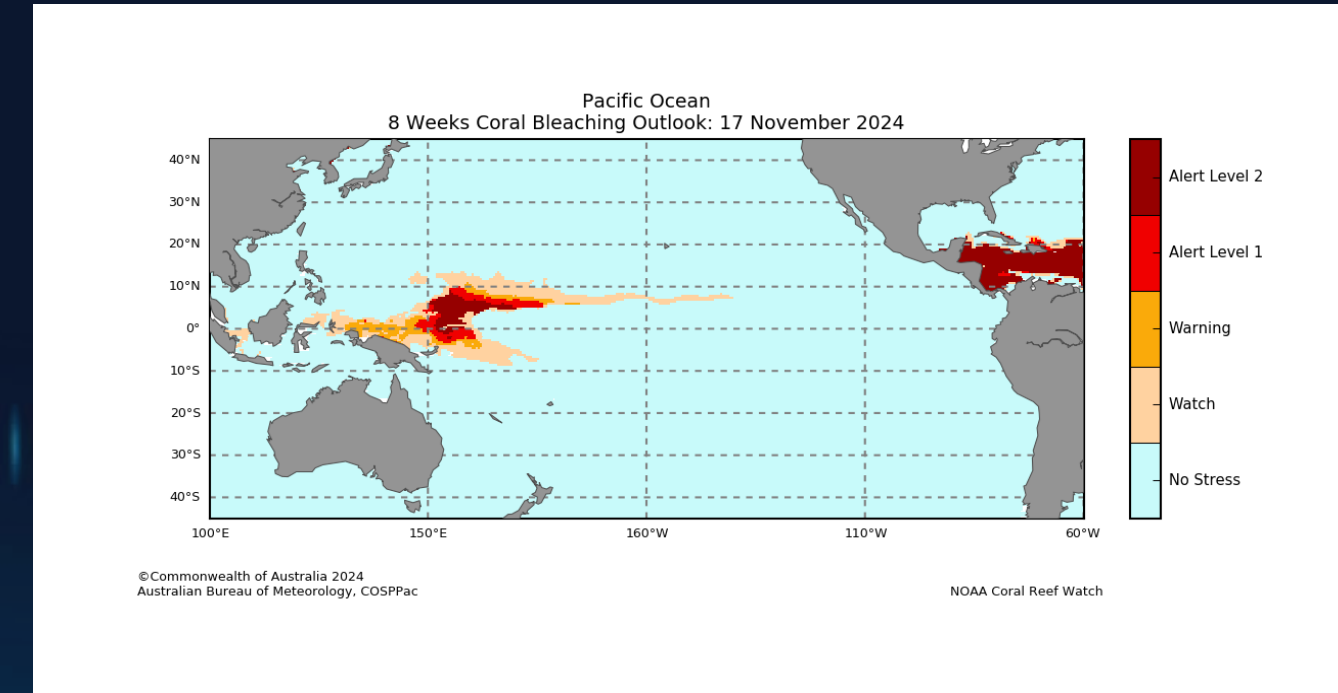 Pacific Ocean
8 Weeks Coral Bleaching Outlook: 17 November 2024
40°N
30°N
20°N
10°N
0°
10°S
20°S
30°S
40°S
100°E
150°E
160°W
110°W
60°W
Alert Level 2
Alert Level 1
Warning
Watch
No Stress
©Commonwealth of Australia 2024
Australian Bureau of Meteorology, COSPPac
NOAA Coral Reef Watch